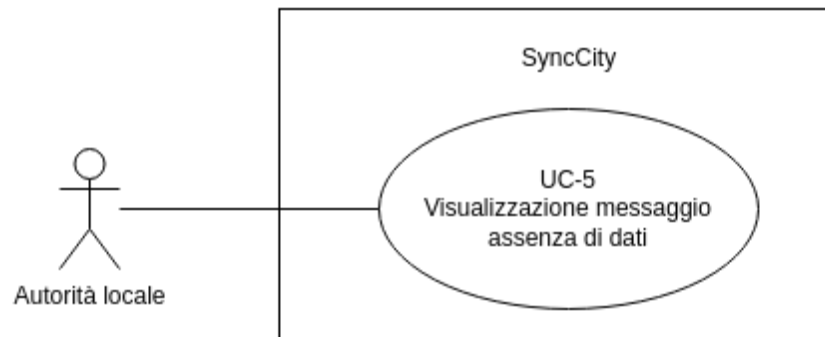 SyncCity
UC-5
Visualizzazione messaggio
assenza di dati
Autorità locale